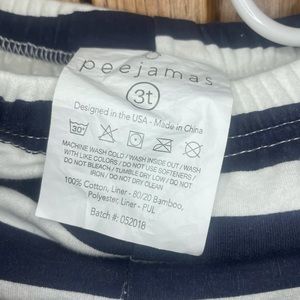 peejamas
3t
Designed in the USA - Made in China
30°
MACHINE WASH COLD / WASH INSIDE OUT / WASH
WITH LIKE COLORS / DO NOT USE SOFTENERS /
DO NOT BLEACH / TUMBLE DRY LOW / DO NOT
IRON / DO NOT DRY CLEAN
100% Cotton, Liner - 80/20 Bamboo,
Polyester, Liner - PUL
Batch #: 052018